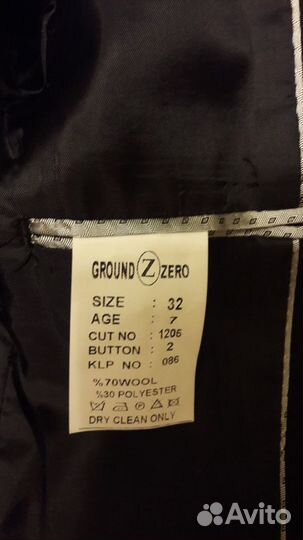 GROUND Z ZERO
SIZE : 32
AGE : 7
CUT NO : 1206
BUTTON : 2
KLP NO : 086
%70WOOL
%30 POLYESTER
DRY CLEAN ONLY
Avito